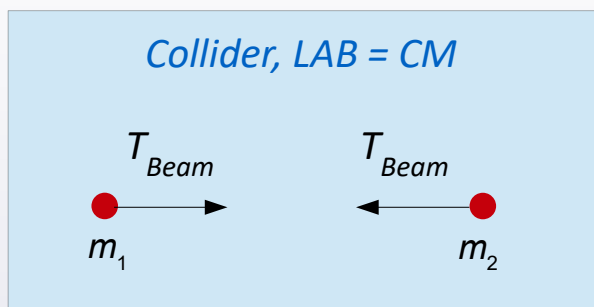 Collider, LAB = CM
T_Beam T_Beam
m_1 m_2